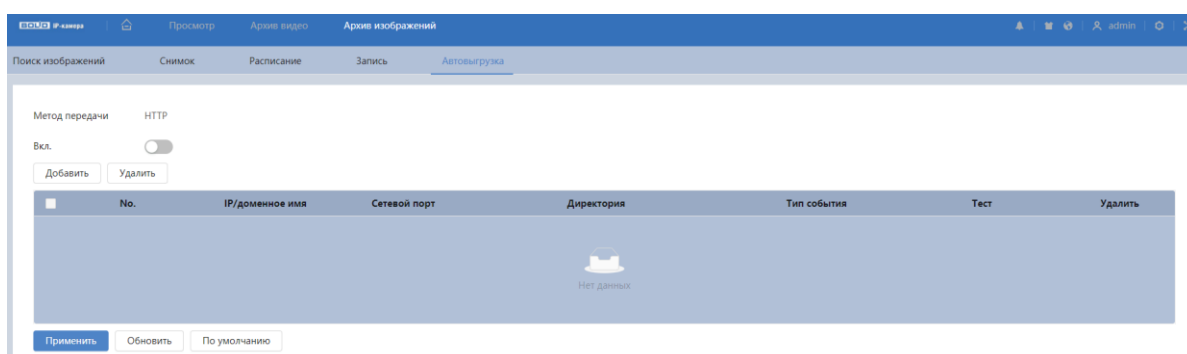 BOLID IP-камера Просмотр Архив видео Архив изображений admin
Поиск изображений Снимок Расписание Запись Автовыгрузка
Метод передачи HTTP
Вкл.
Добавить Удалить
No. IP/доменное имя Сетевой порт Директория Тип события Тест Удалить
Нет данных
Применить Обновить По умолчанию